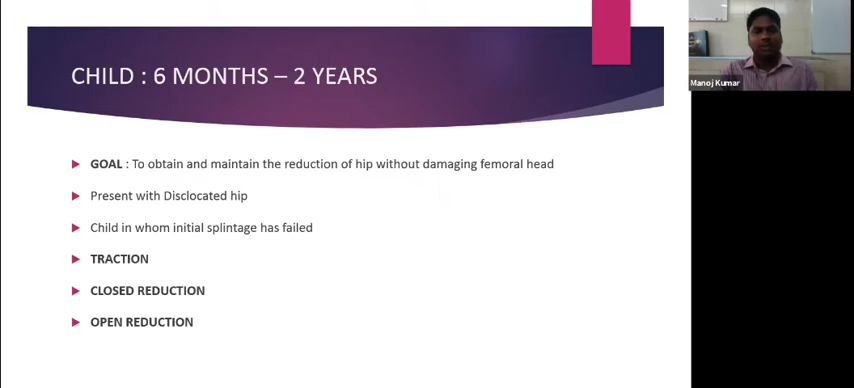 CHILD : 6 MONTHS – 2 YEARS
GOAL : To obtain and maintain the reduction of hip without damaging femoral head
Present with Disclocated hip
Child in whom initial splintage has failed
TRACTION
CLOSED REDUCTION
OPEN REDUCTION
Manoj Kumar